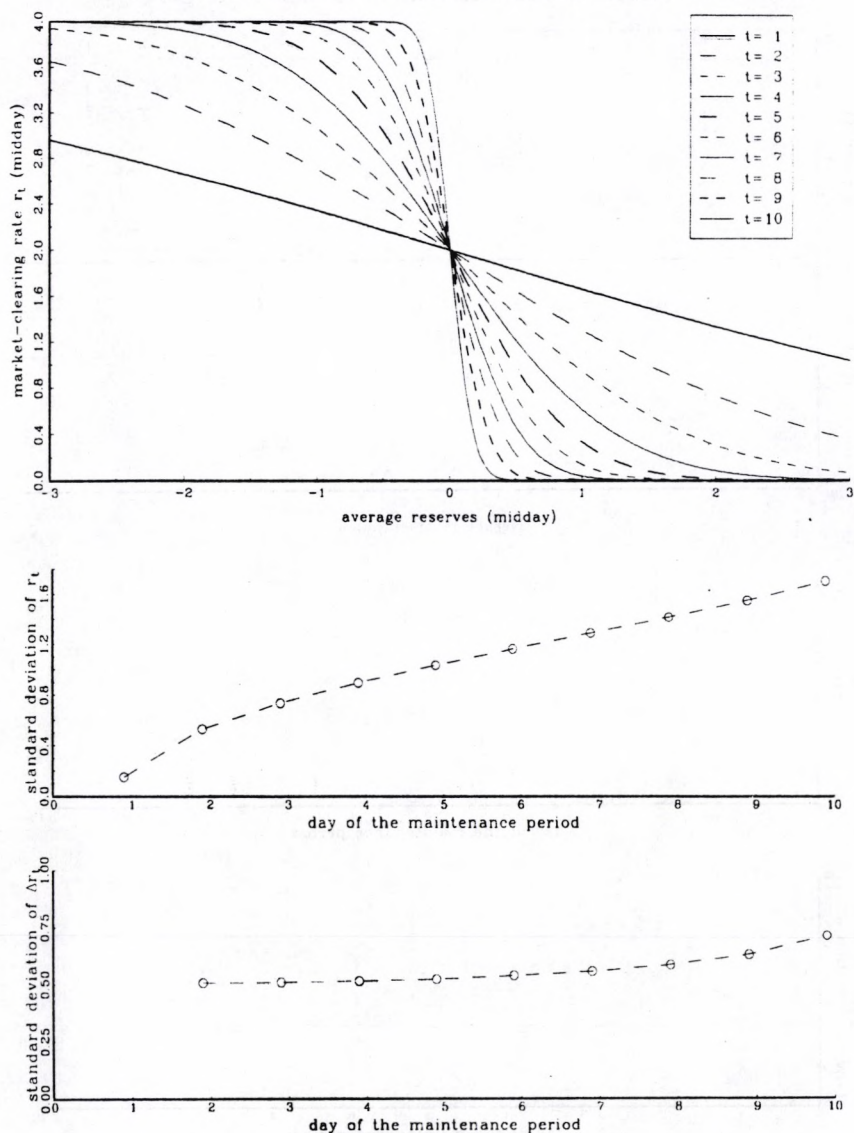 market-clearing rate r_t (midday)
4.0
3.6
3.2
2.8
2.4
2.0
1.6
1.2
0.8
0.4
0.0
t= 1
t= 2
t= 3
t= 4
t= 5
t= 6
t= 7
t= 8
t= 9
t=10
-3 -2 -1 0 1 2 3
average reserves (midday)
standard deviation of r_t
1.6
1.2
0.8
0.4
0.0
0 1 2 3 4 5 6 7 8 9 10
day of the maintenance period
standard deviation of Δr_t
1.00
0.75
0.50
0.25
0.00
0 1 2 3 4 5 6 7 8 9 10
day of the maintenance period